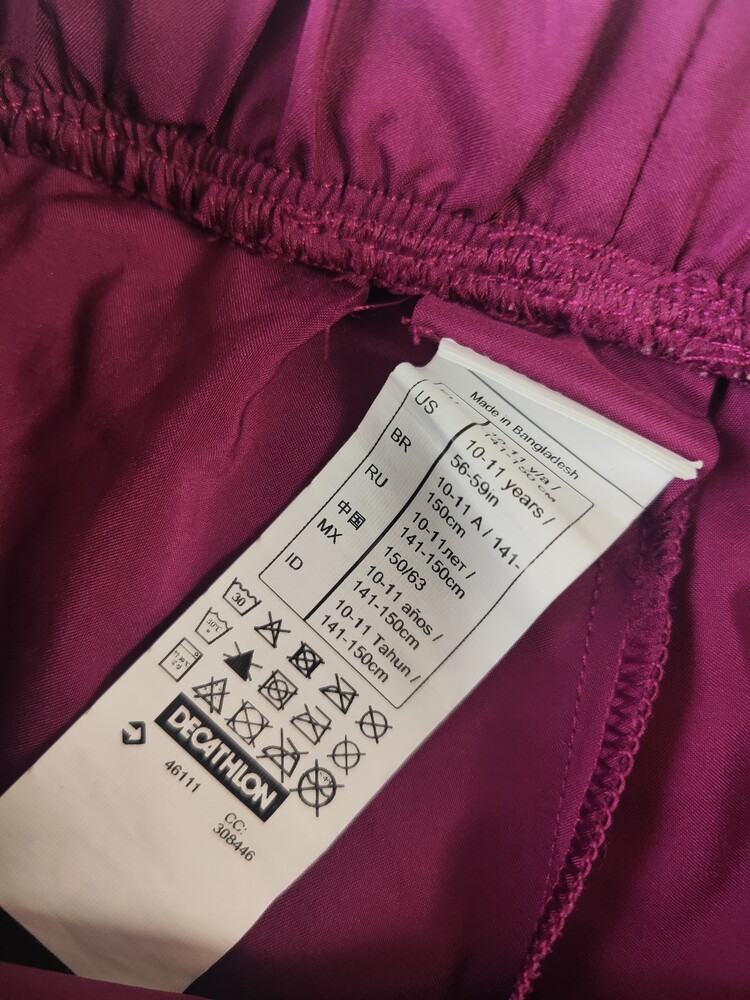 Made in Bangladesh
US 10-11 years /
56-59in
BR 10-11 A / 141-
150cm
RU 10-11лет /
141-150cm
中国 150/63
MX 10-11 años /
141-150cm
ID 10-11 Tahun /
141-150cm
30
30°C
DECATHLON
46111
CC:
308446